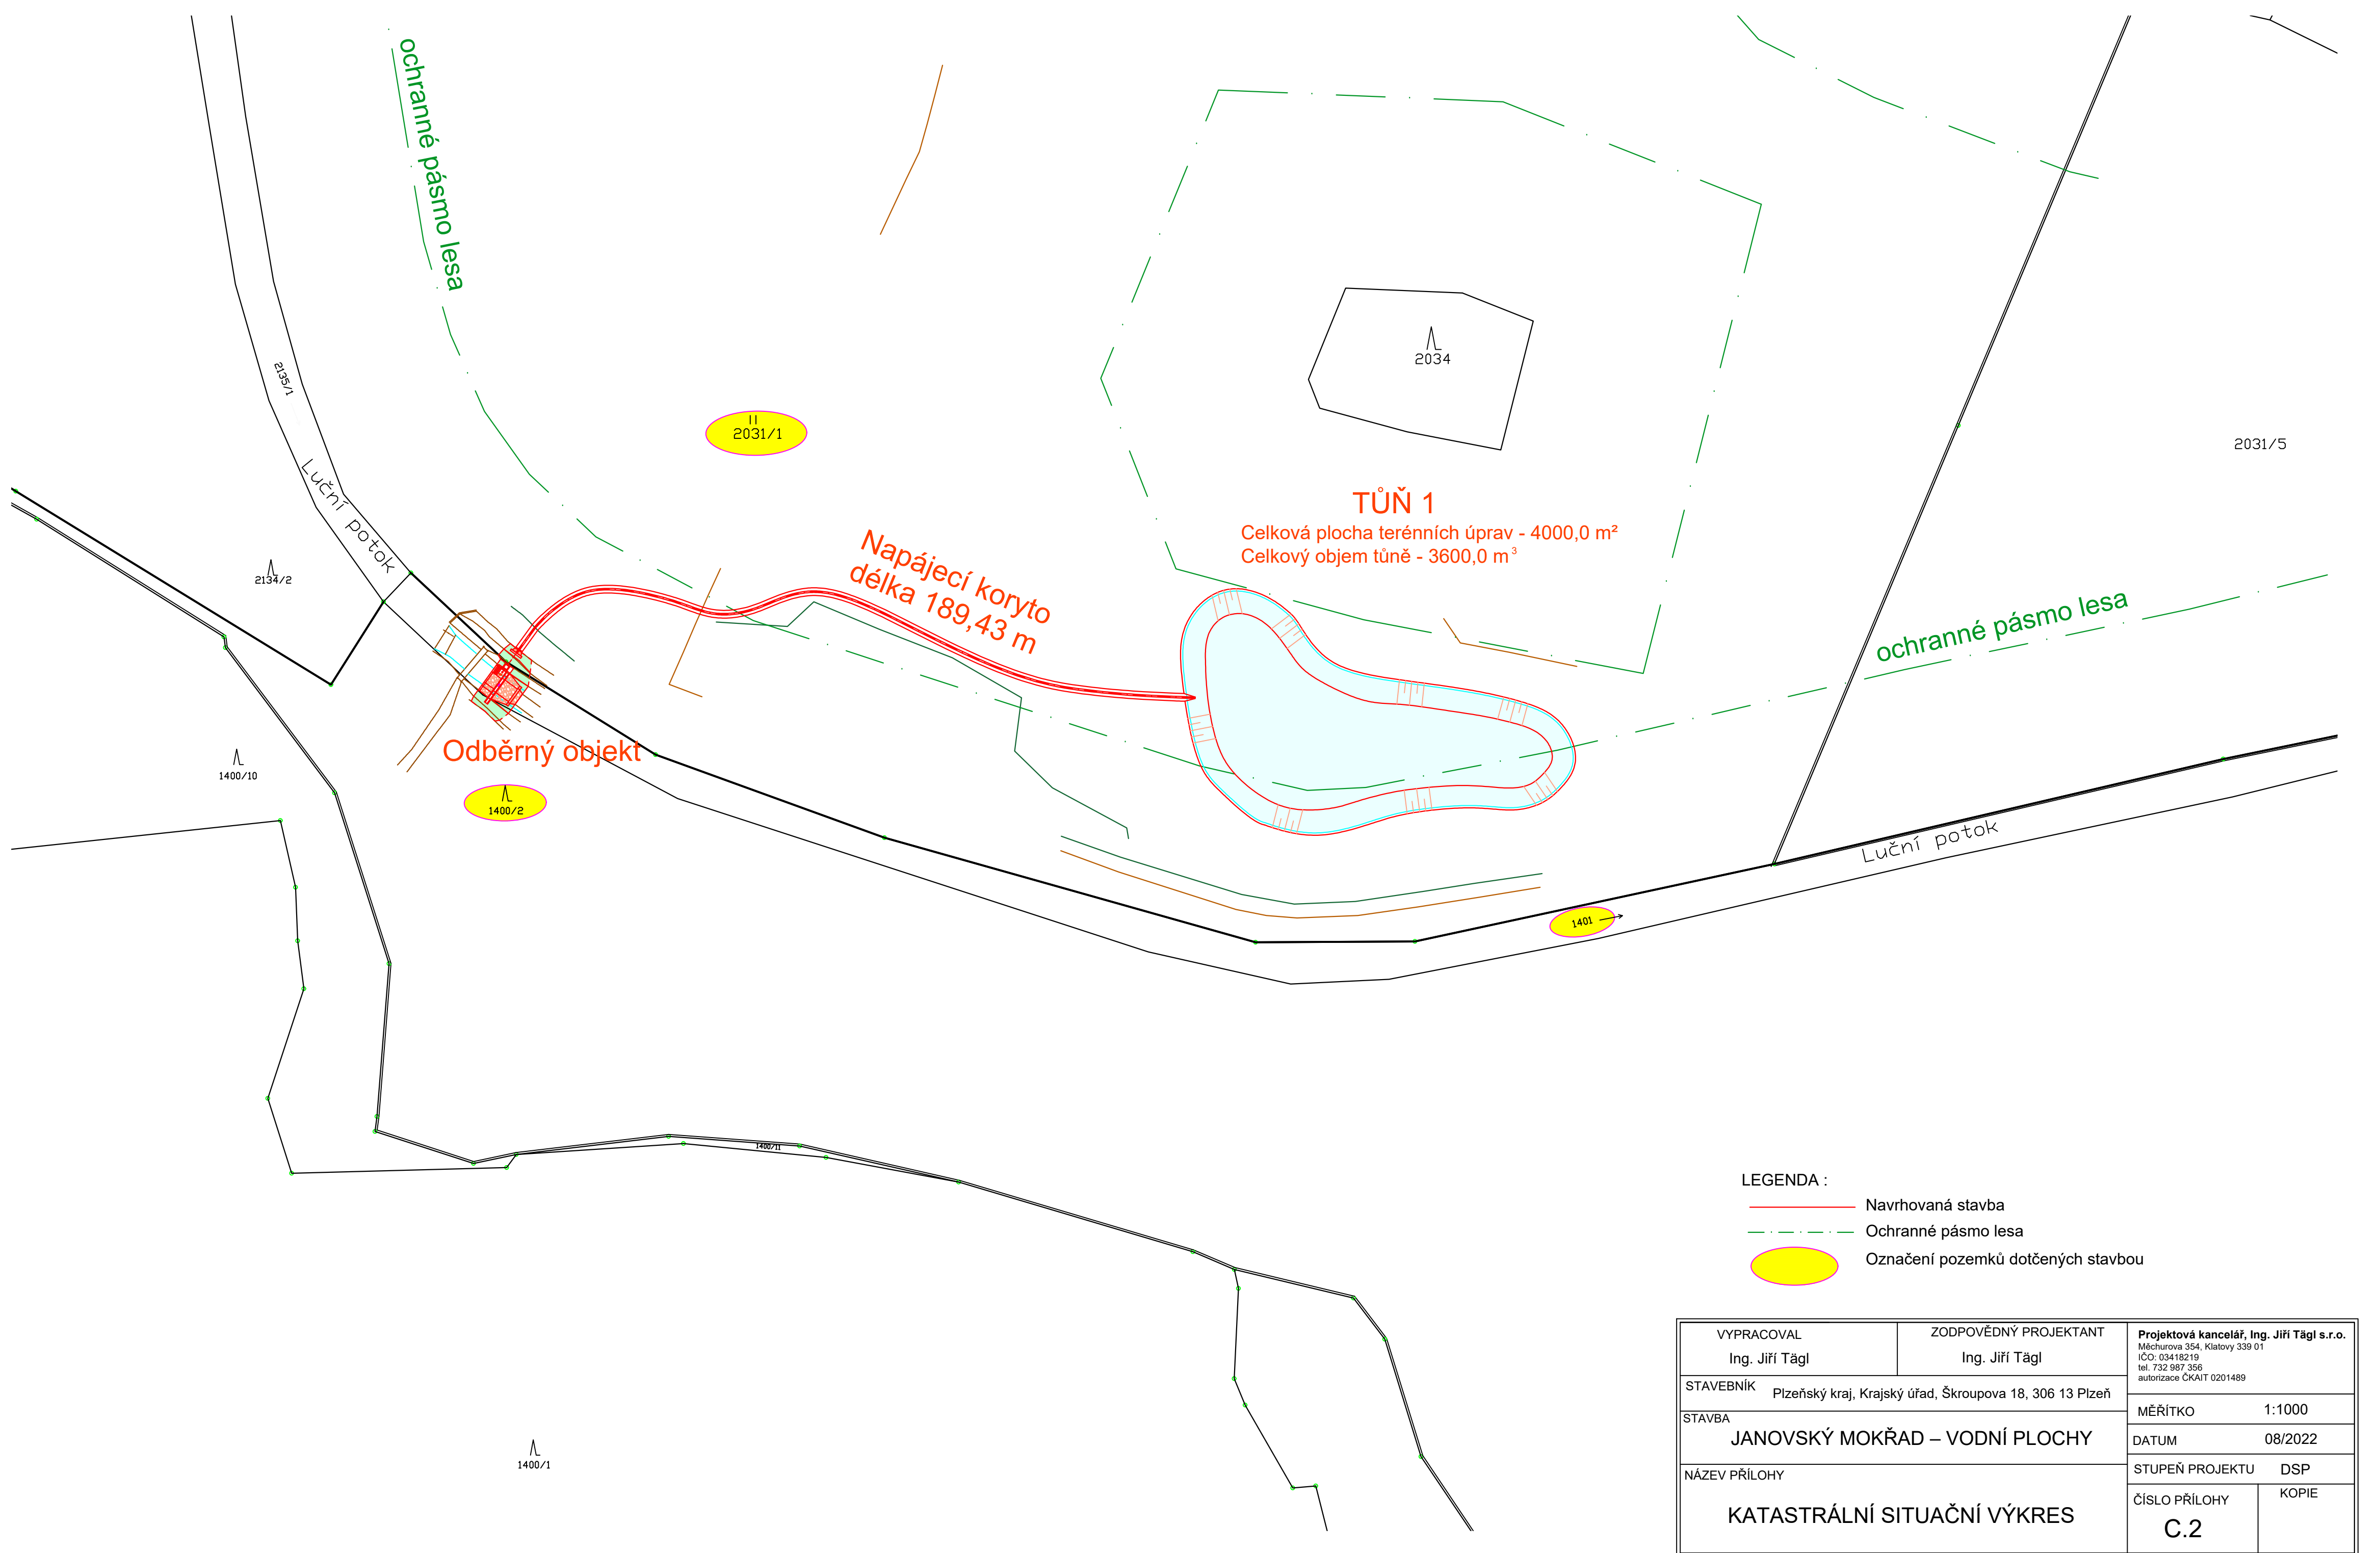 ochranné pásmo lesa
2135/1
Luční potok
2031/1
2034
2031/5
TŮŇ 1
Celková plocha terénních úprav - 4000,0 m²
Celkový objem tůně - 3600,0 m³
Napájecí koryto
délka 189,43 m
2134/2
ochranné pásmo lesa
Odběrný objekt
1400/10
1400/2
Luční potok
1401
1400/11
1400/1
LEGENDA :
Navrhovaná stavba
Ochranné pásmo lesa
Označení pozemků dotčených stavbou
VYPRACOVAL
Ing. Jiří Tägl
ZODPOVĚDNÝ PROJEKTANT
Ing. Jiří Tägl
Projektová kancelář, Ing. Jiří Tägl s.r.o.
Měchurova 354, Klatovy 339 01
IČO: 03418219
tel. 732 987 356
autorizace ČKAIT 0201489
STAVEBNÍK
Plzeňský kraj, Krajský úřad, Škroupova 18, 306 13 Plzeň
MĚŘÍTKO 1:1000
STAVBA
JANOVSKÝ MOKŘAD – VODNÍ PLOCHY
DATUM 08/2022
STUPEŇ PROJEKTU DSP
NÁZEV PŘÍLOHY
KATASTRÁLNÍ SITUAČNÍ VÝKRES
ČÍSLO PŘÍLOHY
C.2
KOPIE